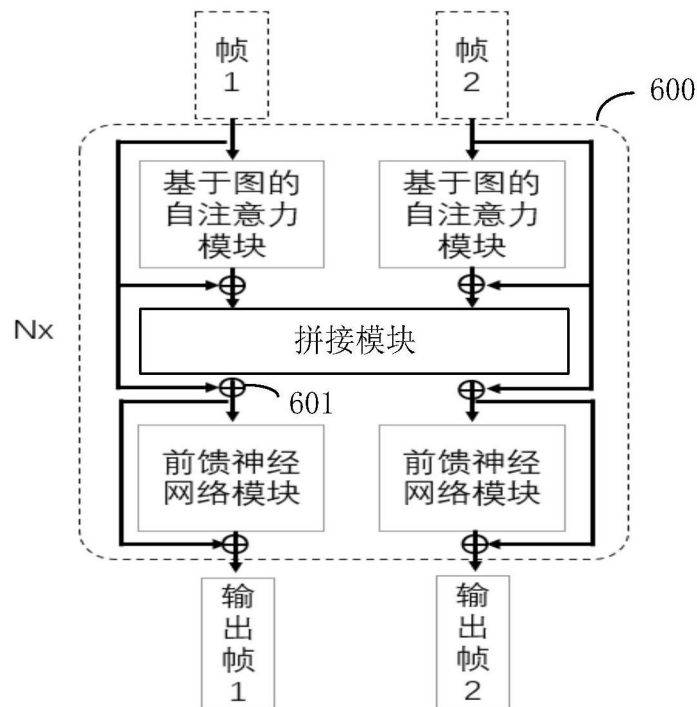 帧
1
帧
2
600
基于图的
自注意力
模块
基于图的
自注意力
模块
Nx
拼接模块
601
前馈神经
网络模块
前馈神经
网络模块
输
出
帧
1
输
出
帧
2